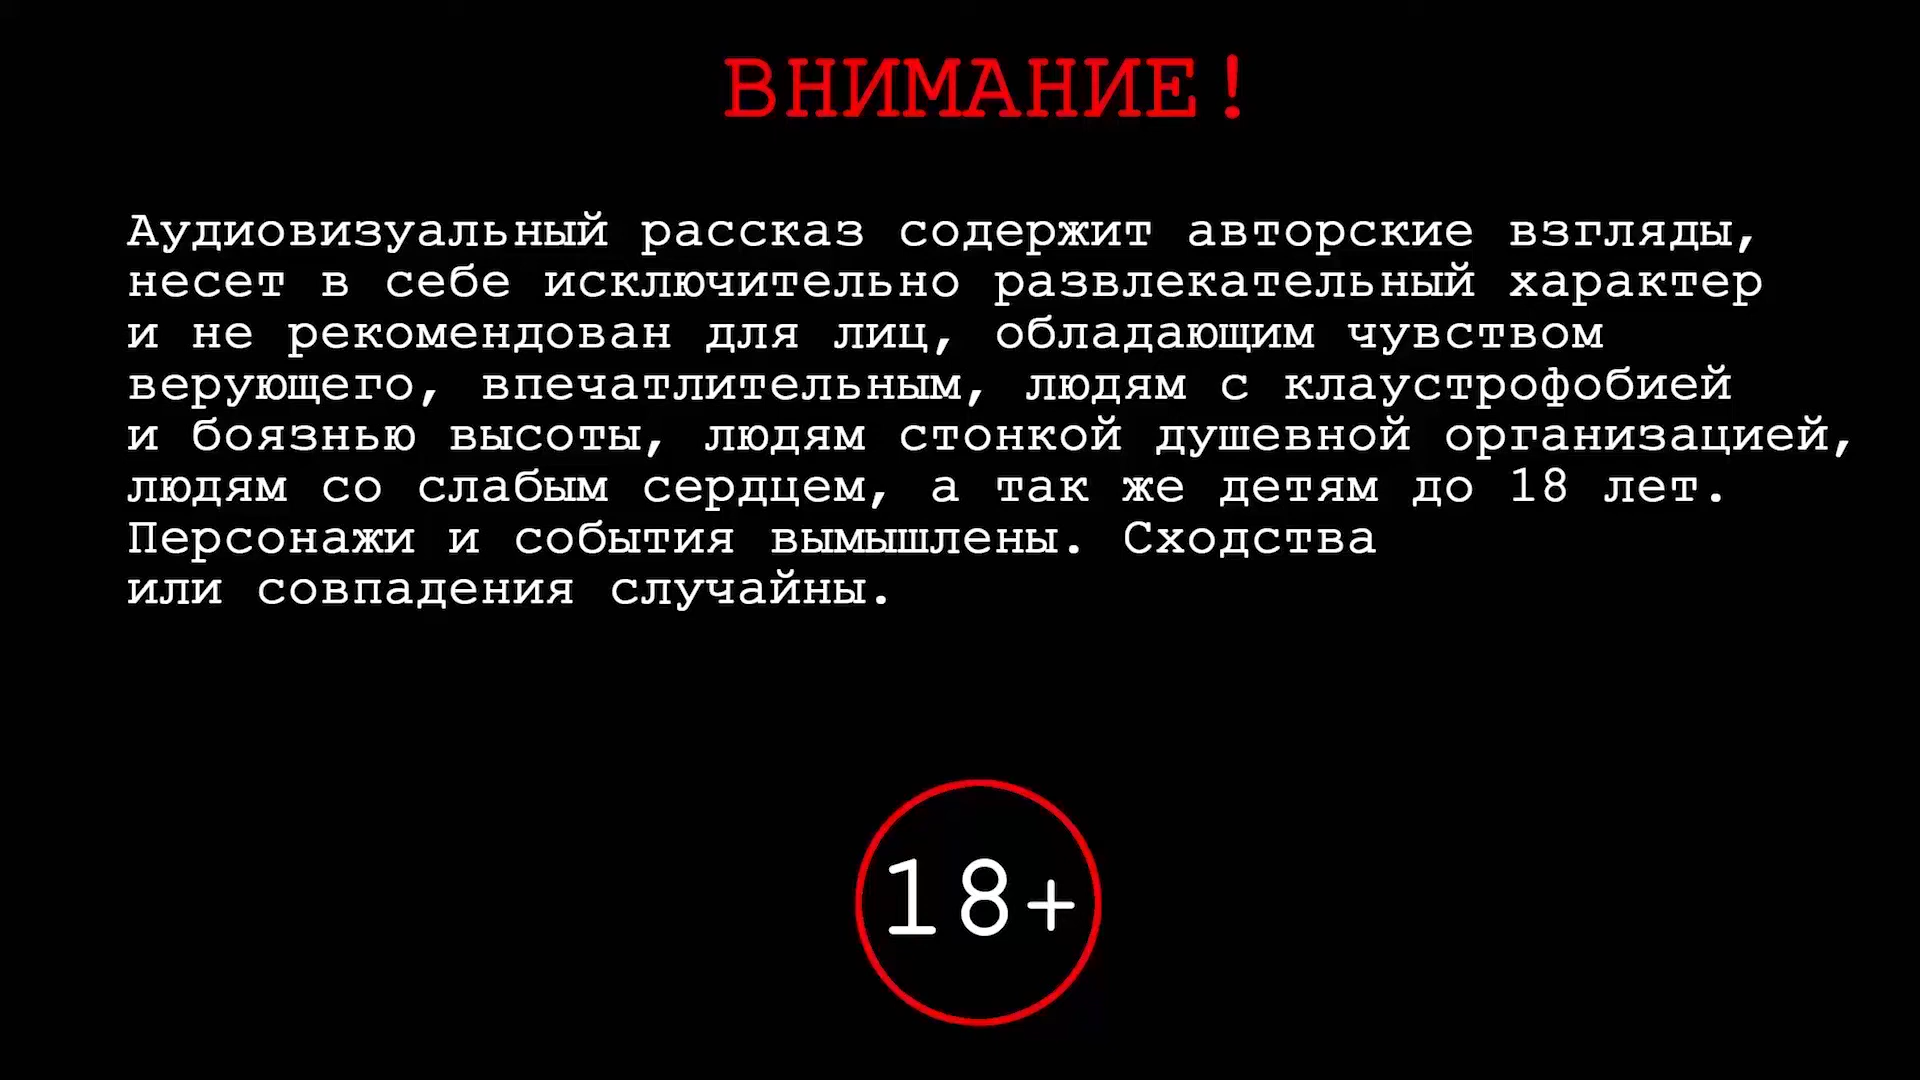 ВНИМАНИЕ!
Аудиовизуальный рассказ содержит авторские взгляды,
несет в себе исключительно развлекательный характер
и не рекомендован для лиц, обладающим чувством
верующего, впечатлительным, людям с клаустрофобией
и боязнью высоты, людям стонкой душевной организацией,
людям со слабым сердцем, а так же детям до 18 лет.
Персонажи и события вымышлены. Сходства
или совпадения случайны.
18+